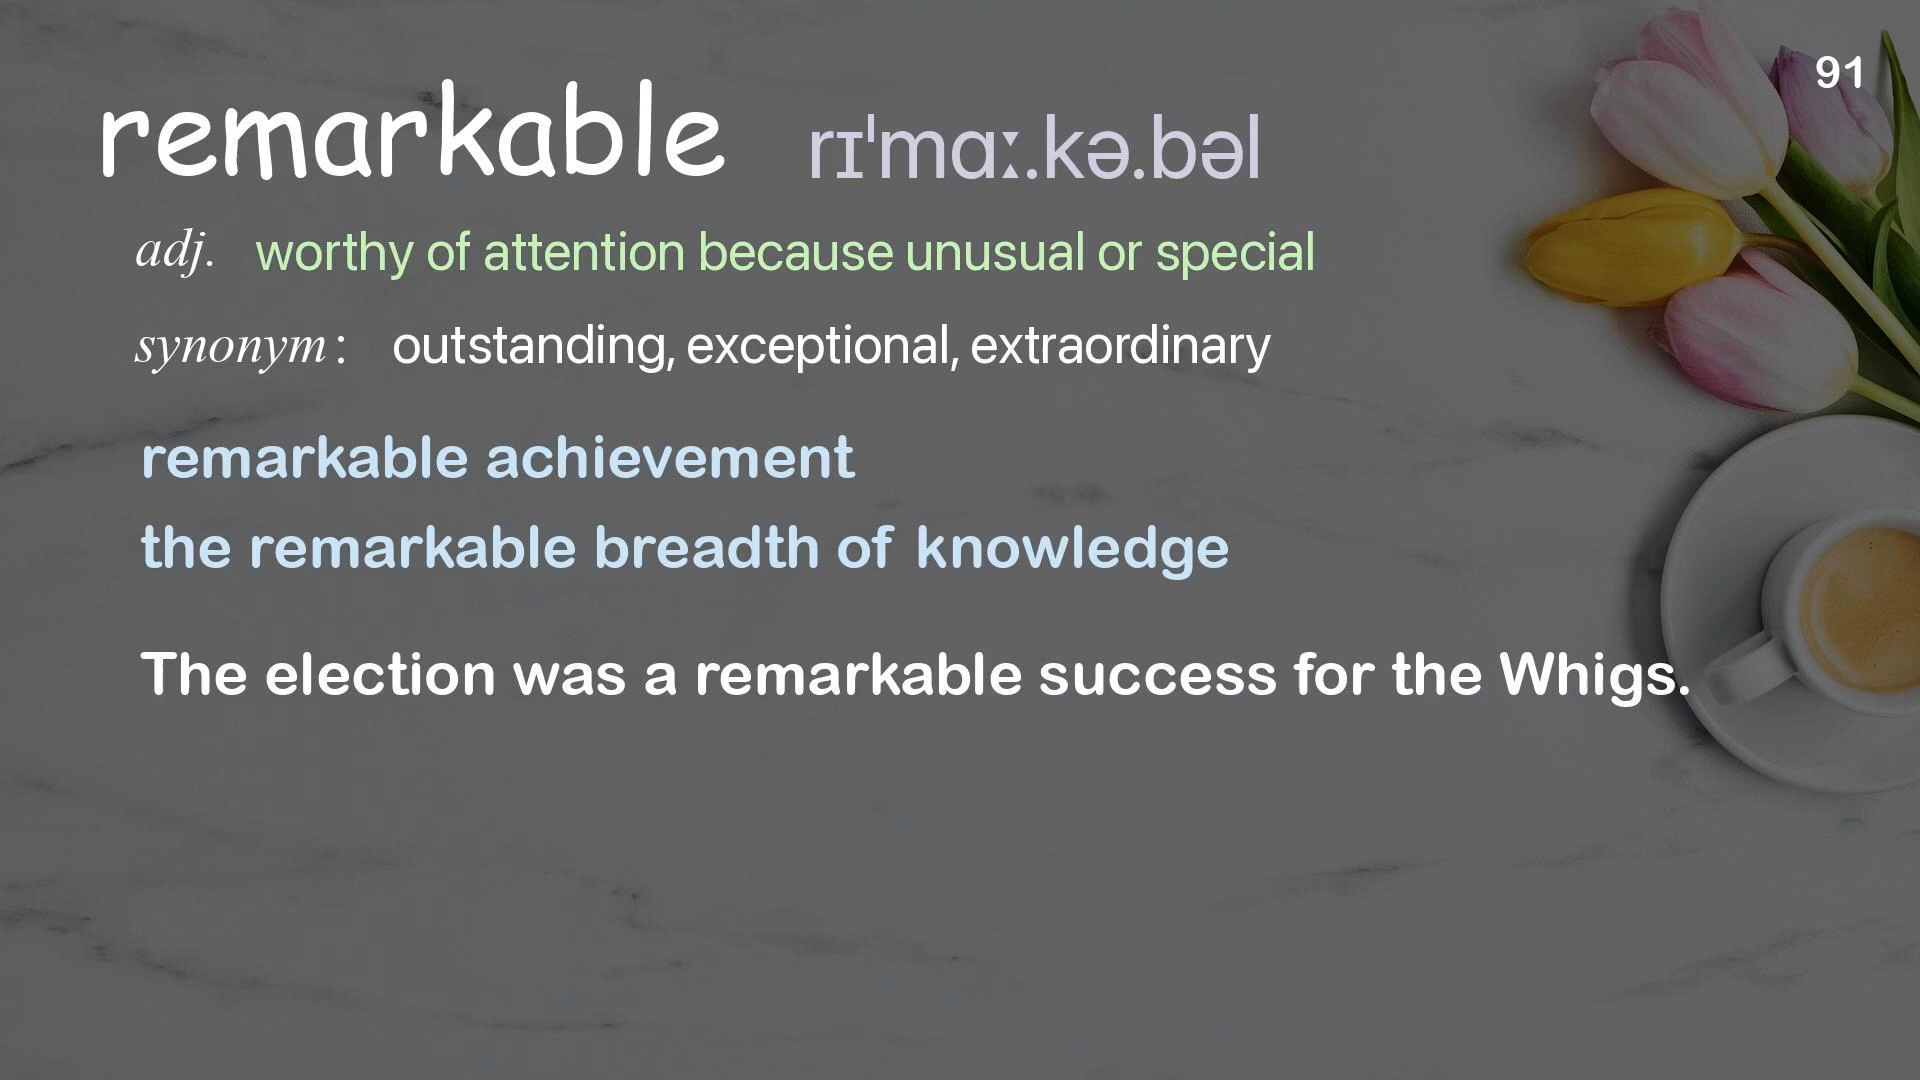 91
remarkable rɪˈmɑː.kə.bəl
adj. worthy of attention because unusual or special
synonym : outstanding, exceptional, extraordinary
remarkable achievement
the remarkable breadth of knowledge
The election was a remarkable success for the Whigs.